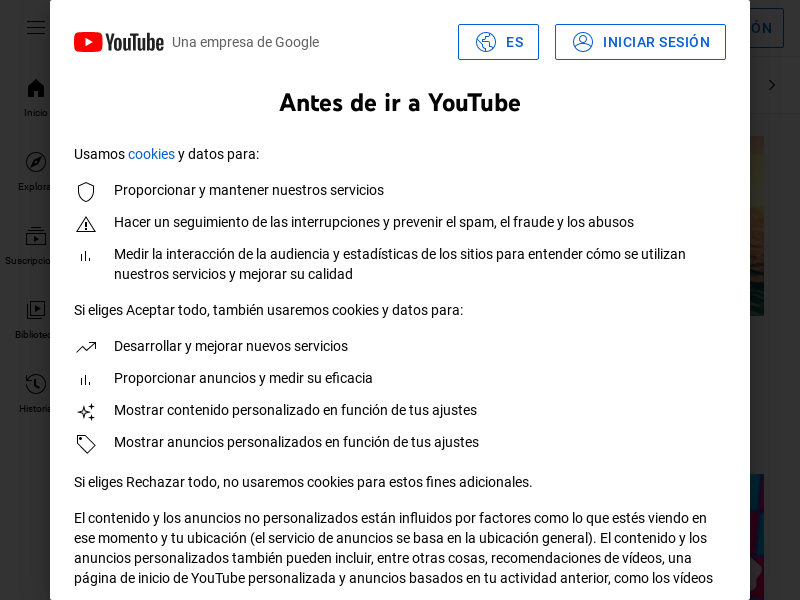 YouTube Una empresa de Google ES INICIAR SESIÓN
ÓN
Antes de ir a YouTube
Usamos cookies y datos para:
Proporcionar y mantener nuestros servicios
Hacer un seguimiento de las interrupciones y prevenir el spam, el fraude y los abusos
Medir la interacción de la audiencia y estadísticas de los sitios para entender cómo se utilizan
nuestros servicios y mejorar su calidad
Si eliges Aceptar todo, también usaremos cookies y datos para:
Desarrollar y mejorar nuevos servicios
Proporcionar anuncios y medir su eficacia
Mostrar contenido personalizado en función de tus ajustes
Mostrar anuncios personalizados en función de tus ajustes
Si eliges Rechazar todo, no usaremos cookies para estos fines adicionales.
El contenido y los anuncios no personalizados están influidos por factores como lo que estés viendo en
ese momento y tu ubicación (el servicio de anuncios se basa en la ubicación general). El contenido y los
anuncios personalizados también pueden incluir, entre otras cosas, recomendaciones de vídeos, una
página de inicio de YouTube personalizada y anuncios basados en tu actividad anterior, como los vídeos
Inicio
Explora
Suscripcio
Bibliote
Historia